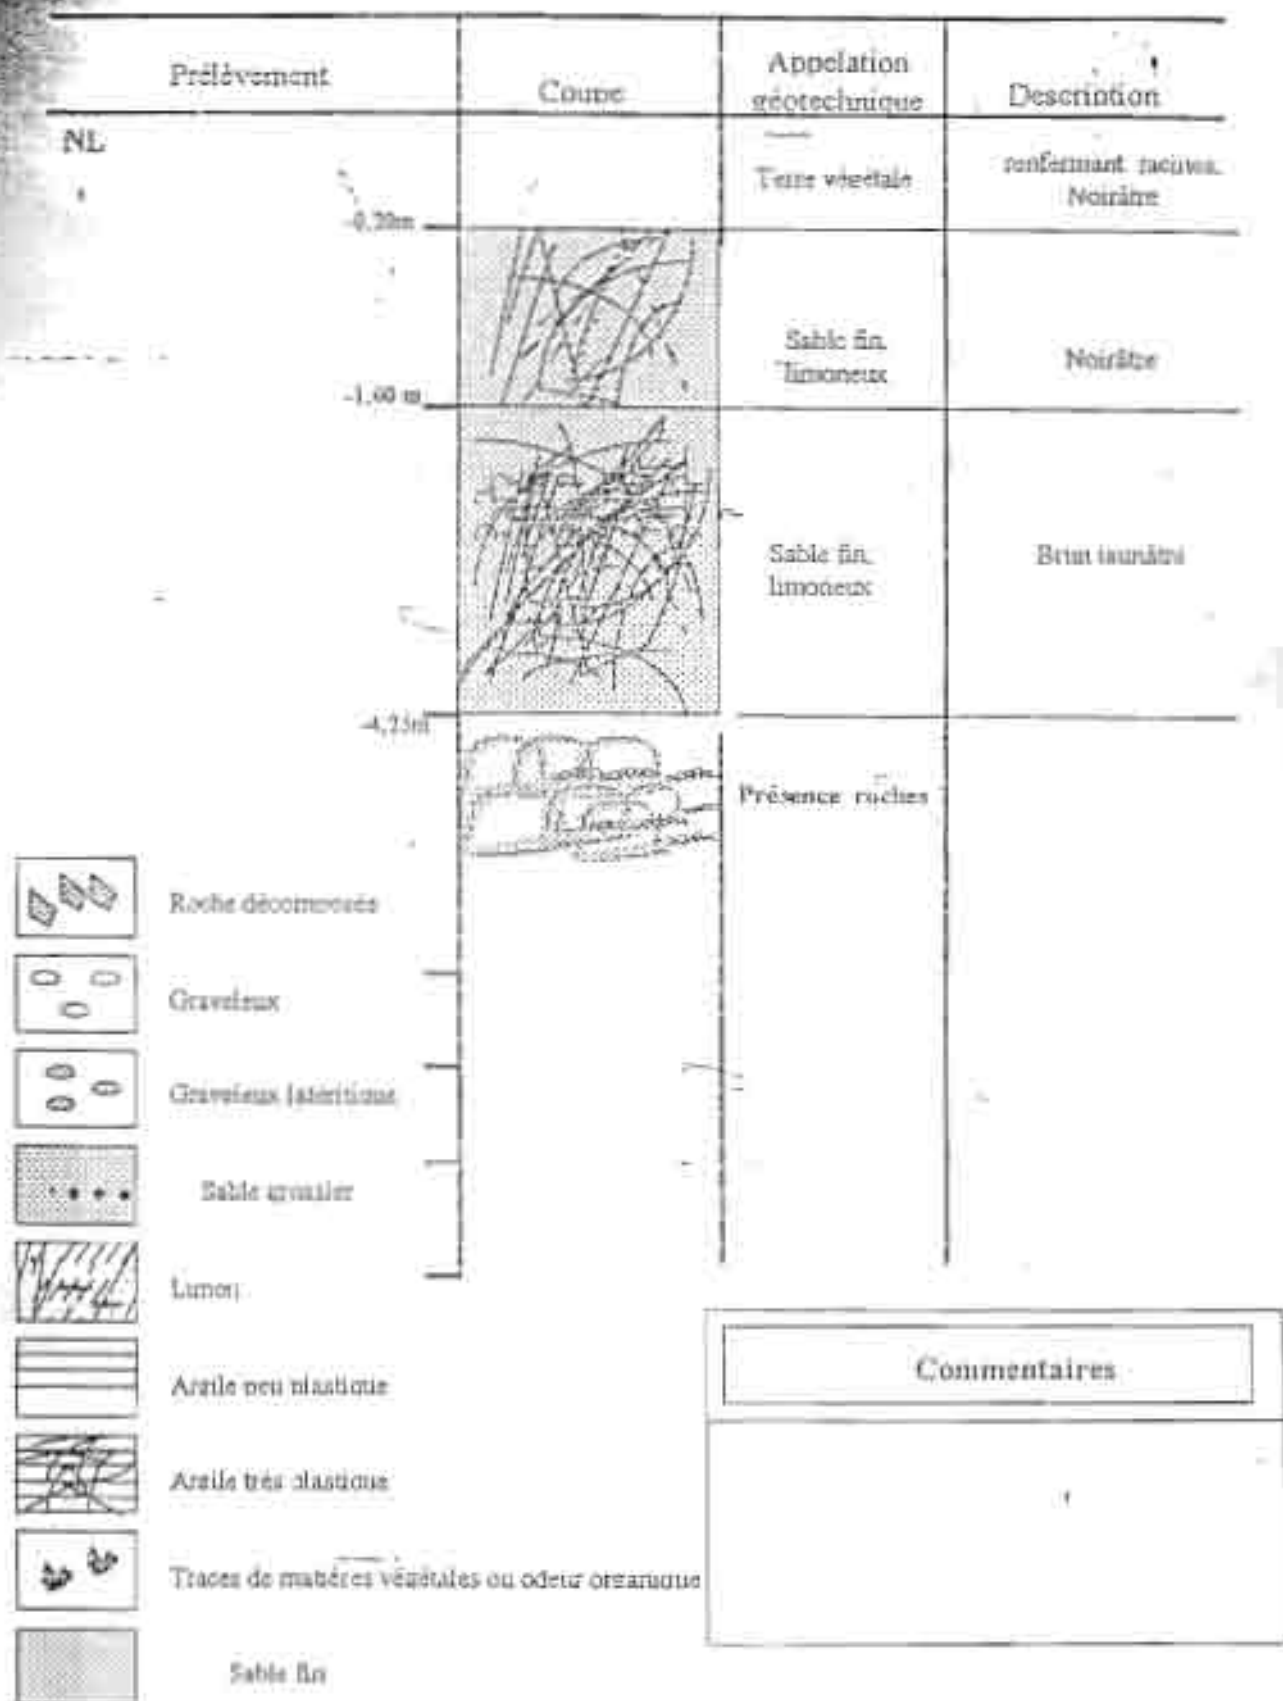 Prélèvement
Coupe
Appelation
géotechnique
Description
NL
Terre végétale
renfermant racines.
Noirâtre
-0,20m
Sable fin,
limoneux
Noirâtre
-1,60 m
Sable fin,
limoneux
Brun jaunâtre
-4,25m
Présence roches
Roche décomposée
Graveleux
Graveleux latéritique
Sable grossier
Limon
Argile peu plastique
Argile très plastique
Traces de matières végétales ou odeur organique
Sable fin
Commentaires